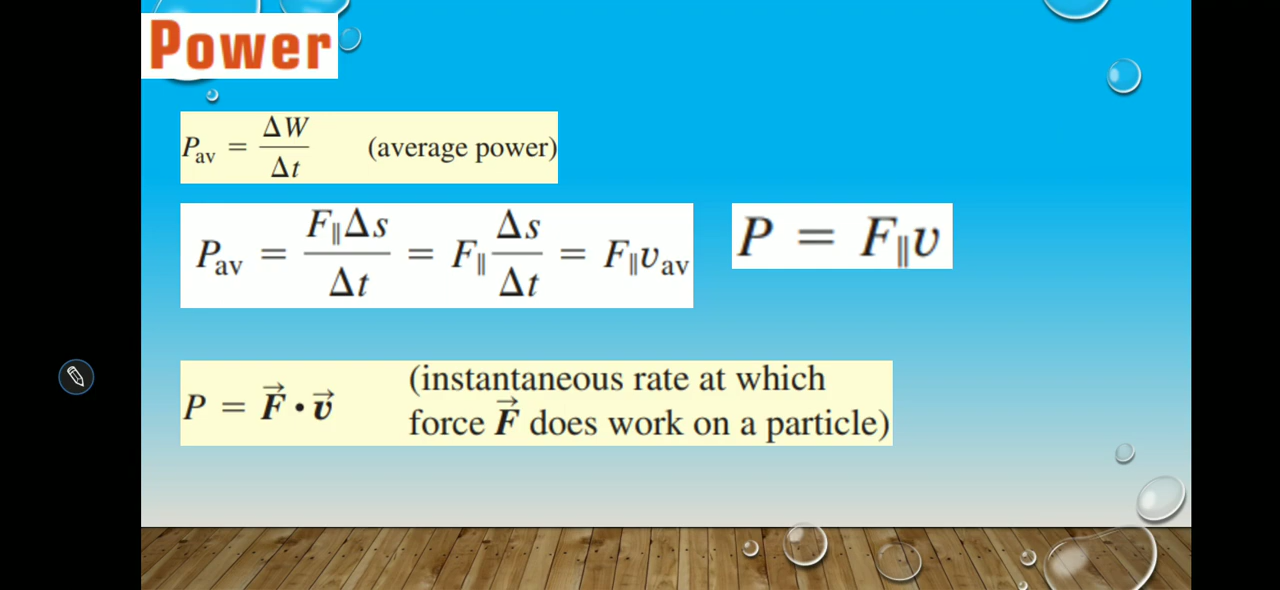 Power
P_av = ΔW/Δt (average power)
P_av = F_∥Δs/Δt = F_∥ Δs/Δt = F_∥v_av
P = F_∥v
P = F⃗ • v⃗ (instantaneous rate at which
force F⃗ does work on a particle)